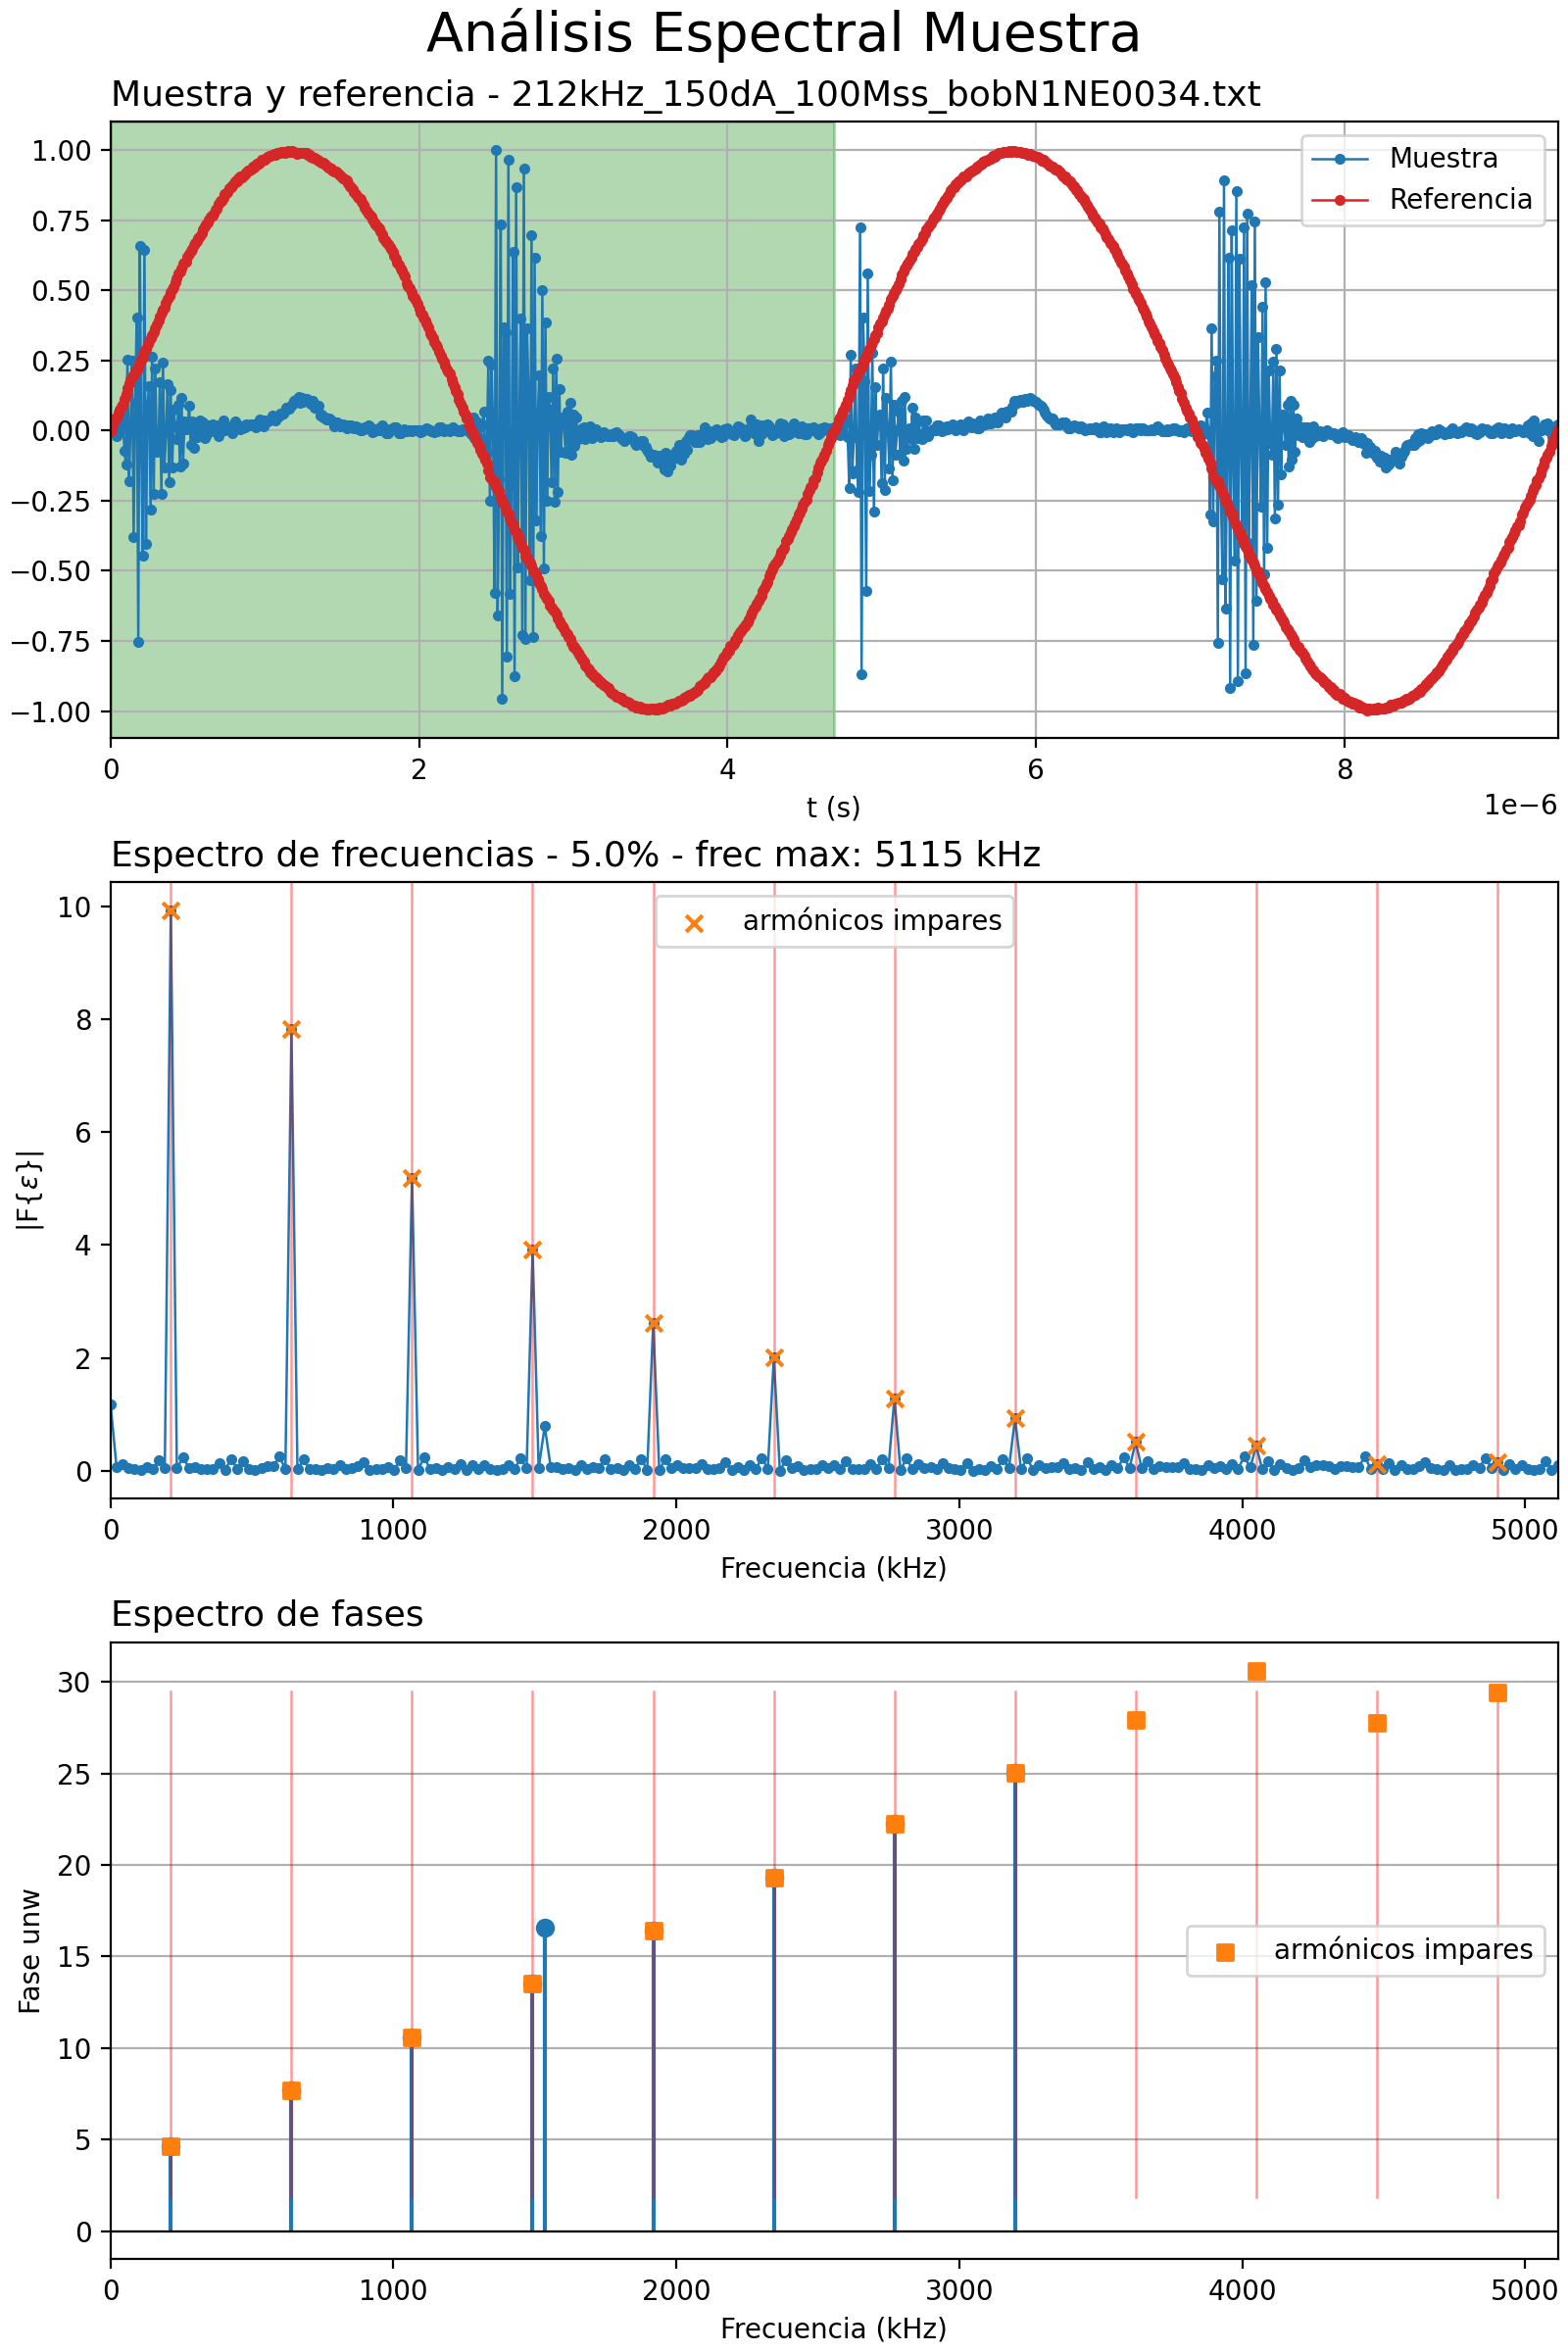 Análisis Espectral Muestra
Muestra y referencia - 212kHz_150dA_100Mss_bobN1NE0034.txt
Muestra
Referencia
1.00
0.75
0.50
0.25
0.00
−0.25
−0.50
−0.75
−1.00
0 2 4 6 8
t (s)
1e−6
Espectro de frecuencias - 5.0% - frec max: 5115 kHz
armónicos impares
10
8
6
4
2
0
|F{ε}|
0 1000 2000 3000 4000 5000
Frecuencia (kHz)
Espectro de fases
30
25
20
15
10
5
0
Fase unw
armónicos impares
0 1000 2000 3000 4000 5000
Frecuencia (kHz)